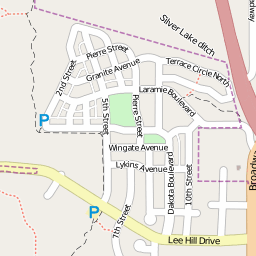 Silver Lake ditch
Broadway
Pierre Street
Granite Avenue
Terrace Circle North
2nd Street
Laramie Boulevard
5th Street
Pierre Street
P
Wingate Avenue
Lykins Avenue
Dakota Boulevard
10th Street
Broadway
P
7th Street
Lee Hill Drive